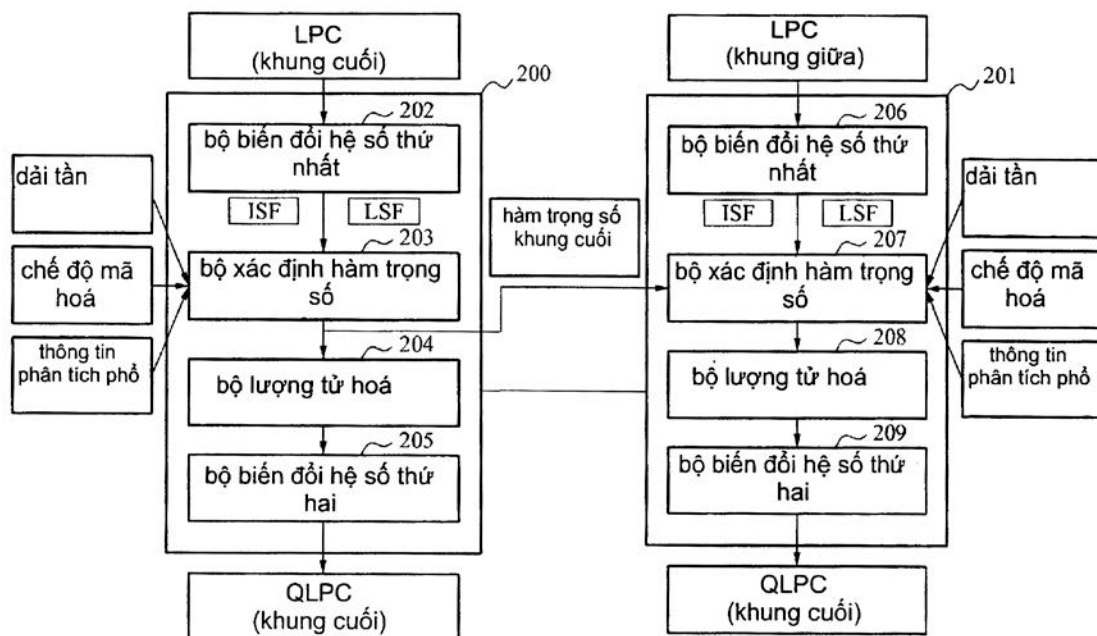 LPC
(khung cuối)
200
202
bộ biến đổi hệ số thứ
nhất
ISF
LSF
203
dải tần
chế độ mã
hoá
thông tin
phân tích phổ
bộ xác định hàm trọng
số
204
bộ lượng tử hoá
205
bộ biến đổi hệ số thứ
hai
QLPC
(khung cuối)
hàm trọng số
khung cuối
LPC
(khung giữa)
201
206
bộ biến đổi hệ số thứ
nhất
ISF
LSF
207
bộ xác định hàm trọng
số
208
bộ lượng tử hoá
209
bộ biến đổi hệ số thứ
hai
QLPC
(khung cuối)
dải tần
chế độ mã
hoá
thông tin
phân tích phổ